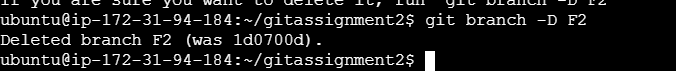 If you are sure you want to delete it, run 'git branch -D F2'
ubuntu@ip-172-31-94-184:~/gitassignment2$ git branch -D F2
Deleted branch F2 (was 1d0700d).
ubuntu@ip-172-31-94-184:~/gitassignment2$